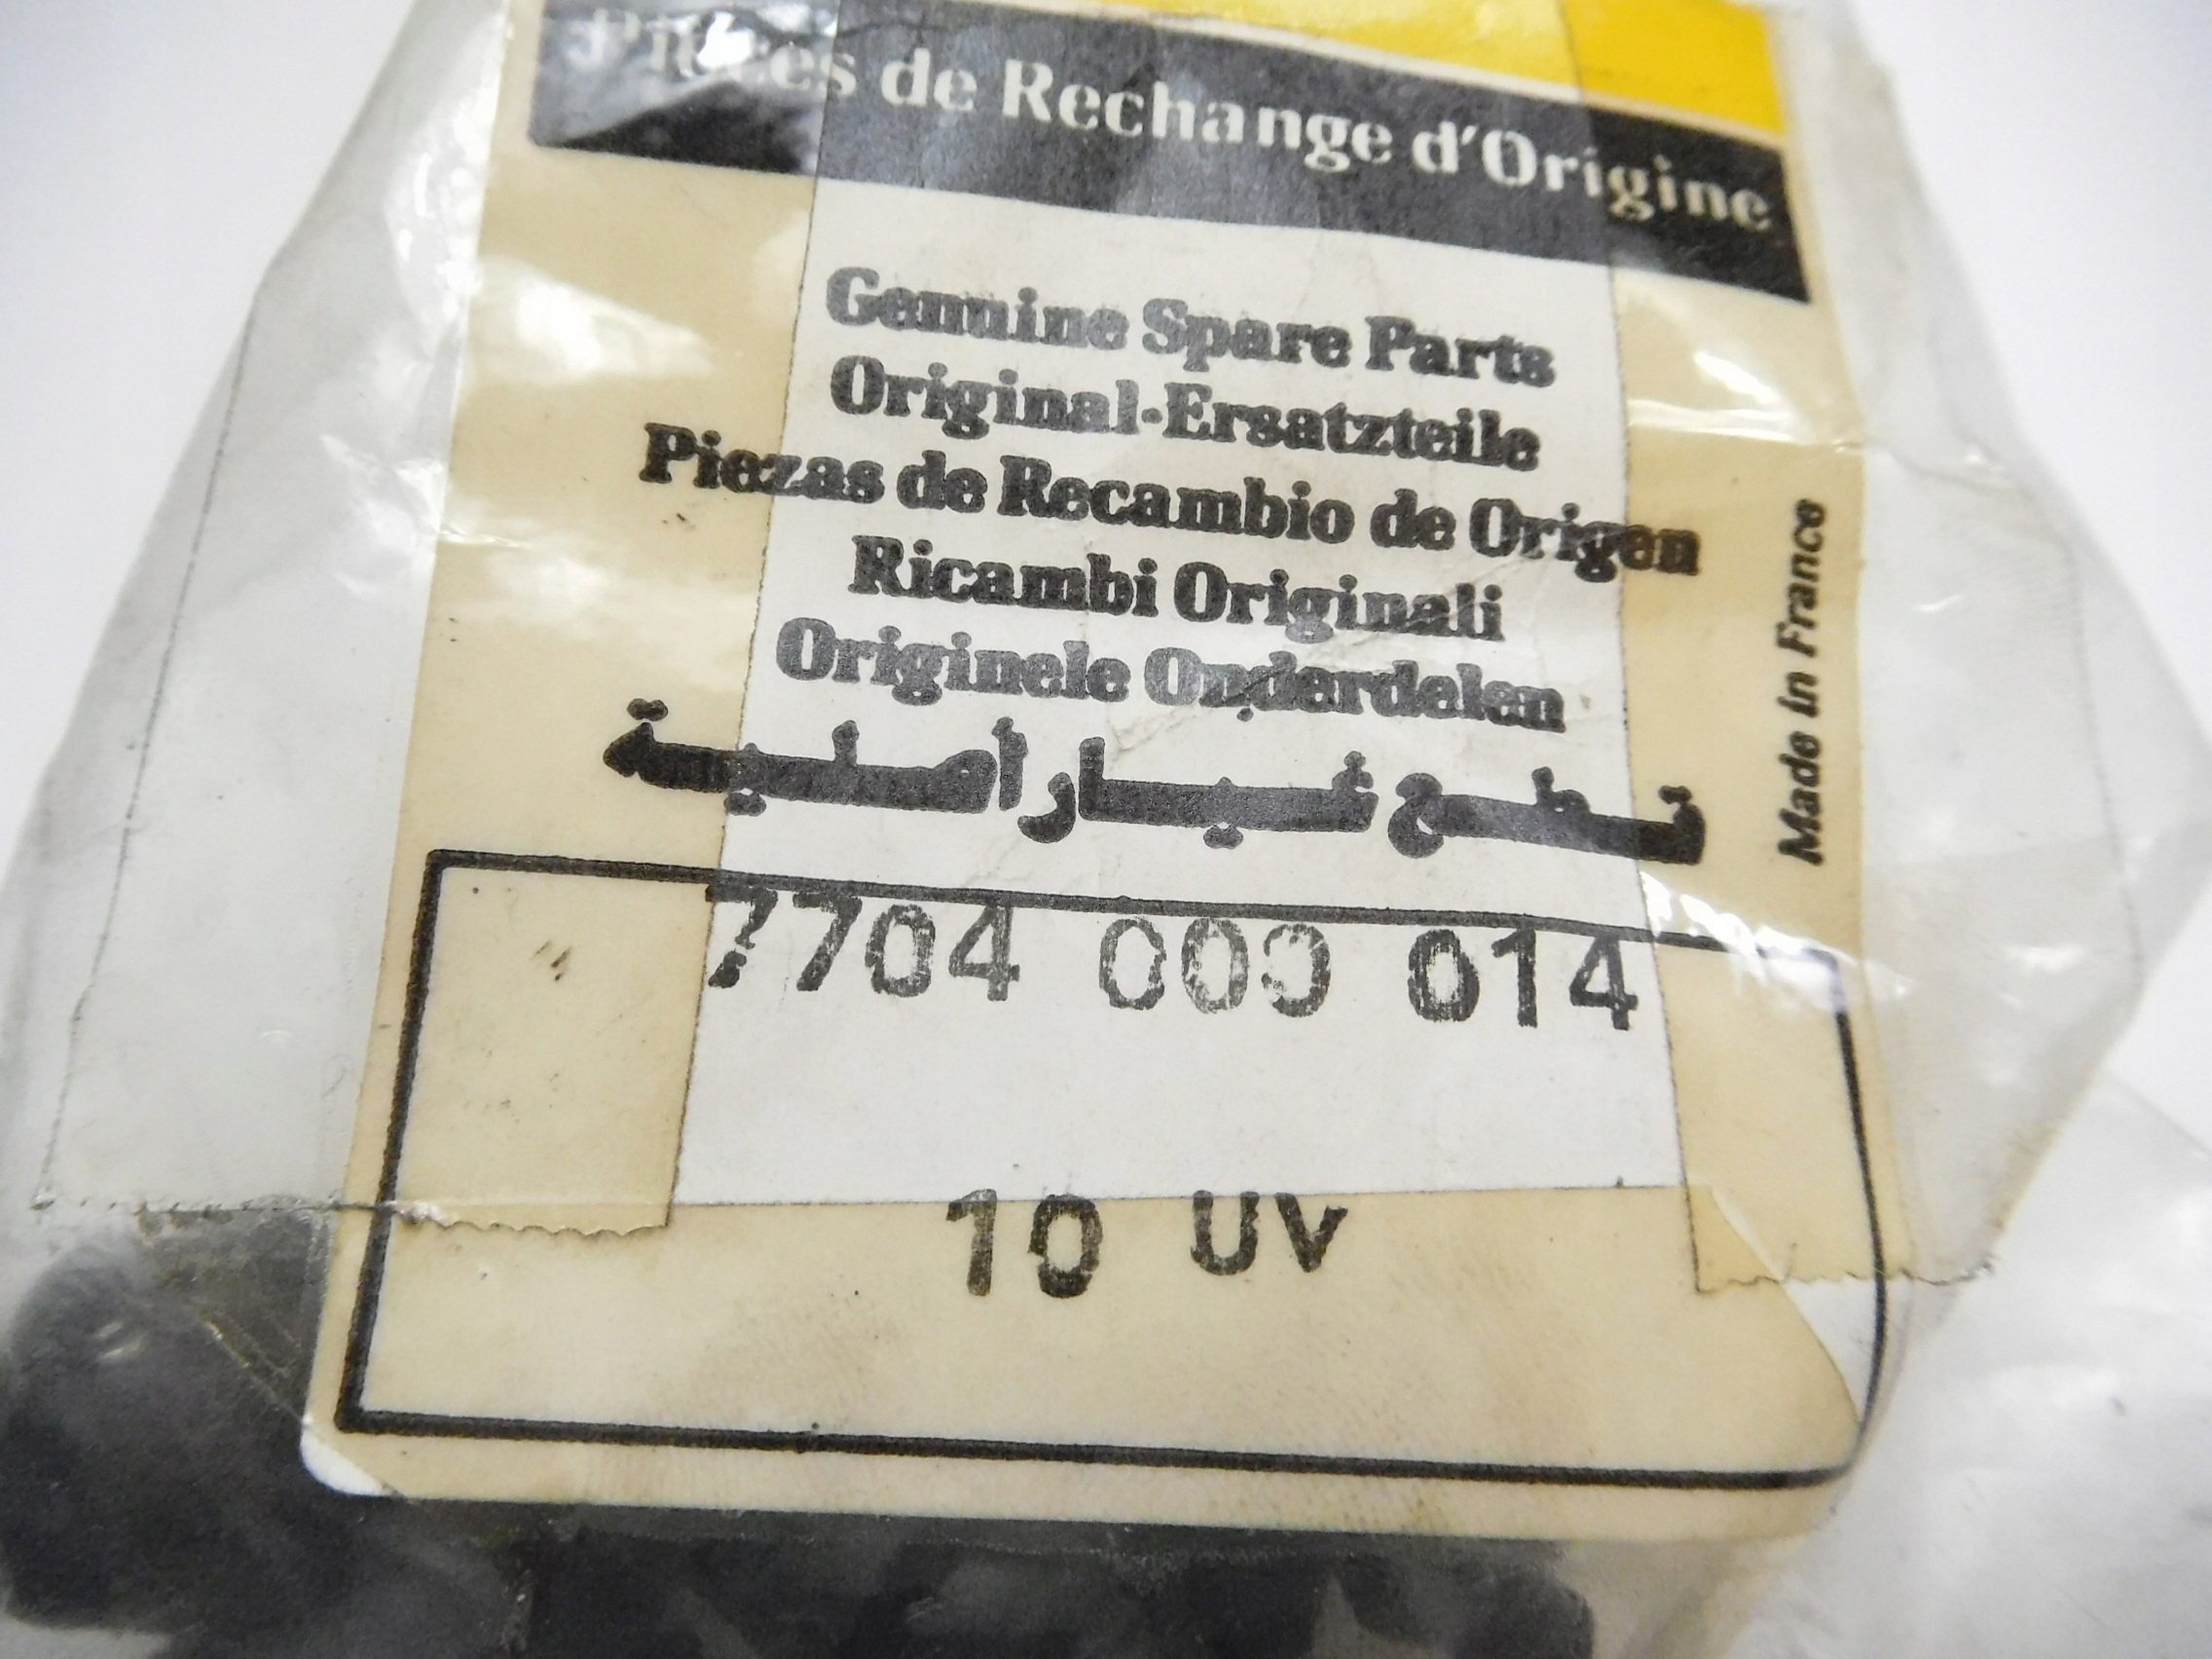 Pièces de Rechange d'Origine
Genuine Spare Parts
Original-Ersatzteile
Piezas de Recambio de Origen
Ricambi Originali
Originele Onderdelen
قطع غيار أصلية
Made in France
7704 000 014
10 UV